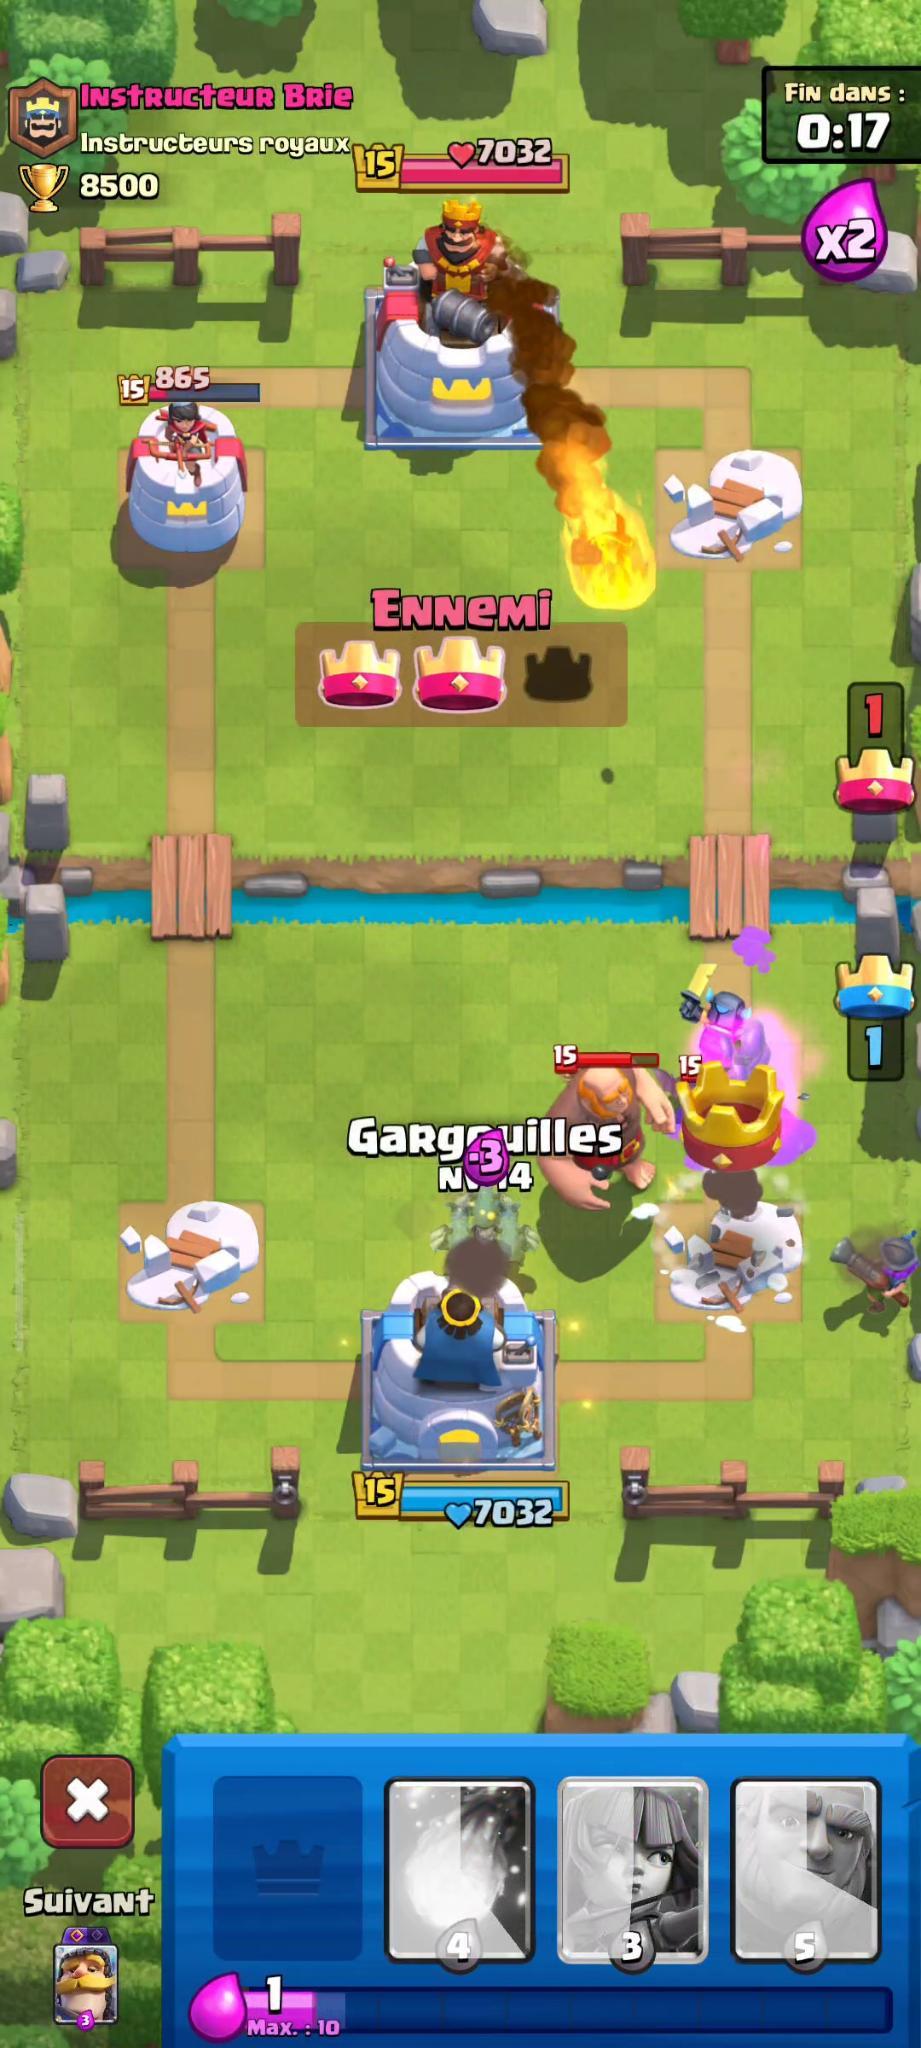 Instructeur Brie
Instructeurs royaux
8500
15 7032
Fin dans :
0:17
x2
15 865
Ennemi
1
1
15
15
Gargouilles
-3
15 7032
Suivant
3
4
3
5
1
Max. : 10